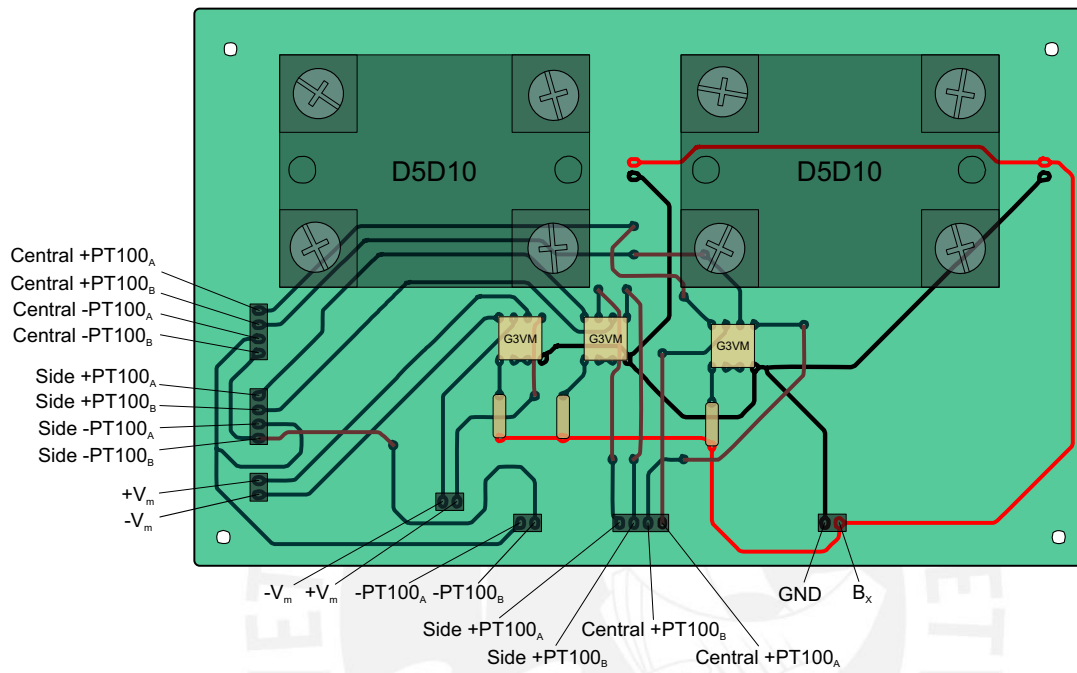 D5D10
D5D10
Central +PT100A
Central +PT100B
Central -PT100A
Central -PT100B
G3VM
G3VM
G3VM
Side +PT100A
Side +PT100B
Side -PT100A
Side -PT100B
+Vm
-Vm
-Vm +Vm -PT100A -PT100B
GND
BX
Side +PT100A
Central +PT100B
Side +PT100B
Central +PT100A